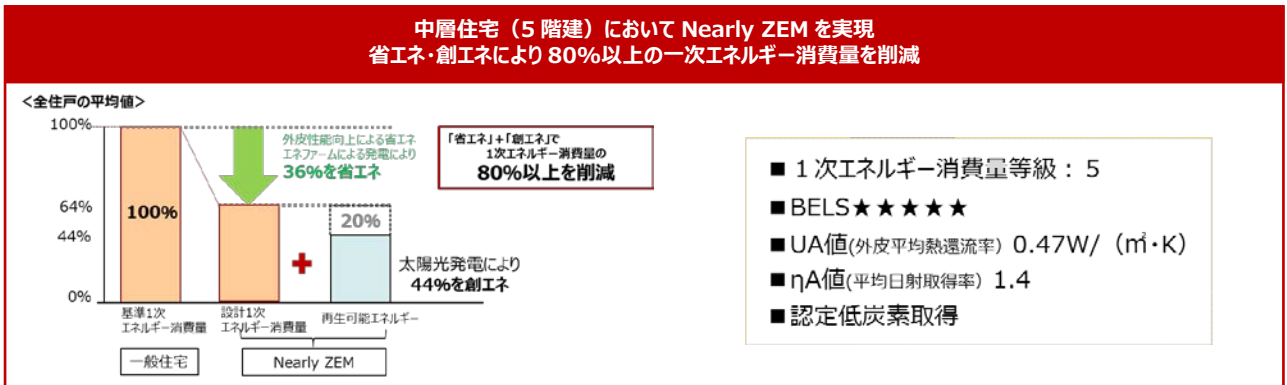 中層住宅（5 階建）において Nearly ZEM を実現
省エネ・創エネにより 80%以上の一次エネルギー消費量を削減
<全住戸の平均値>
100%
64%
44%
0%
100%
外皮性能向上による省エネ
エネファームによる発電により
36%を省エネ
「省エネ」+「創エネ」で
1次エネルギー消費量の
80%以上を削減
20%
太陽光発電により
44%を創エネ
基準1次
エネルギー消費量
設計1次
エネルギー消費量
再生可能エネルギー
一般住宅
Nearly ZEM
■ 1 次エネルギー消費量等級： 5
■ BELS★★★★★
■ UA値(外皮平均熱還流率) 0.47W/（㎡・K）
■ ηA値(平均日射取得率) 1.4
■ 認定低炭素取得